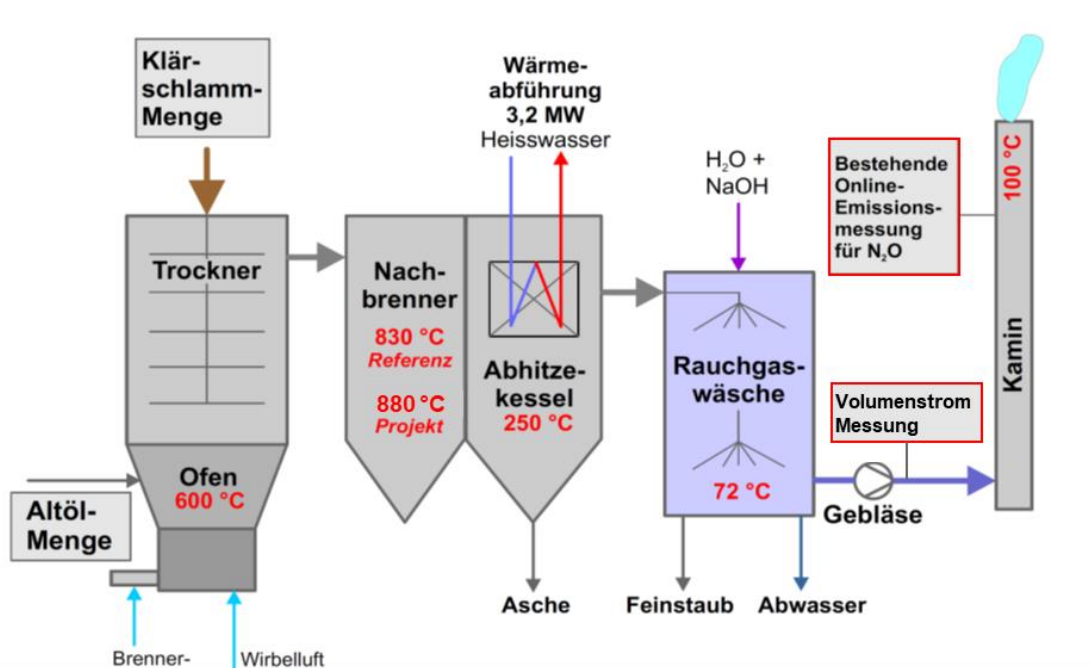 Klär-
schlamm-
Menge
Wärme-
abführung
3,2 MW
Heisswasser
H₂O +
NaOH
Bestehende
Online-
Emissions-
messung
für N₂O
100 °C
Trockner
Nach-
brenner
830 °C
Referenz
880 °C
Projekt
Abhitze-
kessel
250 °C
Rauchgas-
wäsche
72 °C
Kamin
Volumenstrom
Messung
Ofen
600 °C
Altöl-
Menge
Gebläse
Asche
Feinstaub
Abwasser
Brenner-
Wirbelluft